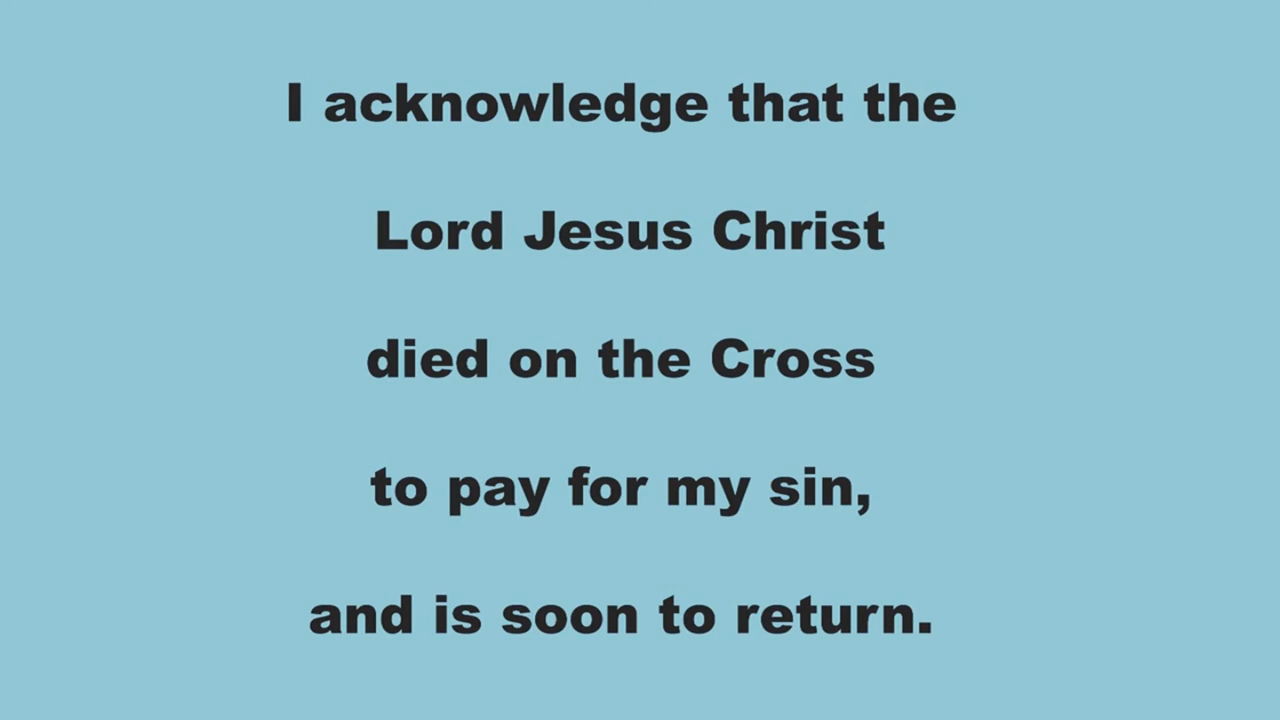 I acknowledge that the
Lord Jesus Christ
died on the Cross
to pay for my sin,
and is soon to return.